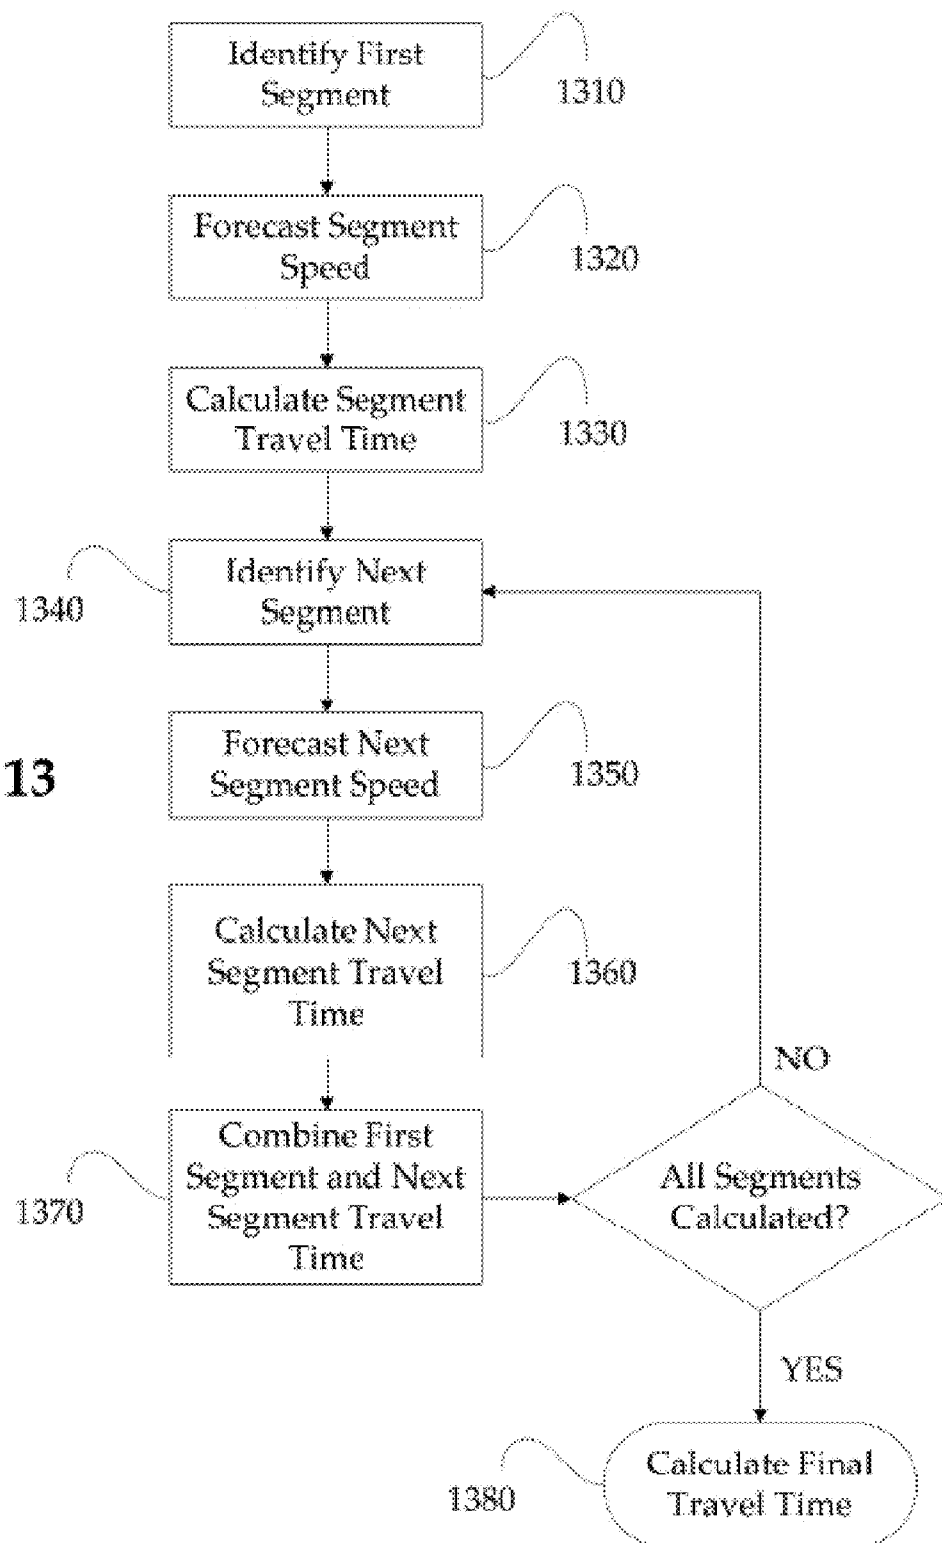 Identify First
Segment
1310
Forecast Segment
Speed
1320
Calculate Segment
Travel Time
1330
Identify Next
Segment
1340
13
Forecast Next
Segment Speed
1350
Calculate Next
Segment Travel
Time
1360
NO
Combine First
Segment and Next
Segment Travel
Time
1370
All Segments
Calculated?
YES
Calculate Final
Travel Time
1380